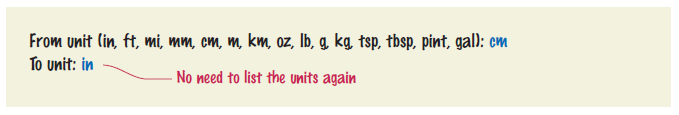 From unit (in, ft, mi, mm, cm, m, km, oz, lb, g, kg, tsp, tbsp, pint, gal): cm
To unit: in
No need to list the units again